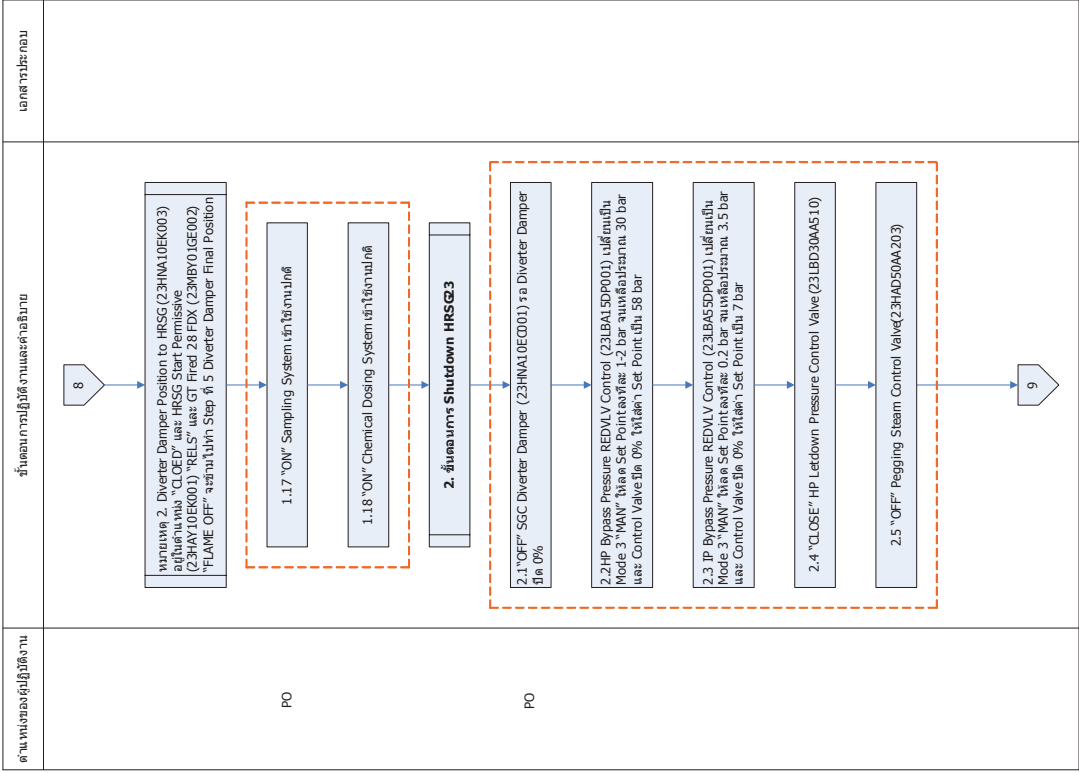 ตำแหน่งของผู้ปฏิบัติงาน
ขั้นตอนการปฏิบัติงานและคำอธิบาย
เอกสารประกอบ
8
หมายเหตุ 2. Diverter Damper Position to HRSG (23HNA10EK003)
อยู่ในตำแหน่ง “CLOED” และ HRSG Start Permissive
(23HAY10EK001) “RELS” และ GT Fired 28 FDX (23MBY01GE002)
“FLAME OFF” จะข้ามไปทำ Step ที่ 5 Diverter Damper Final Position
PO
1.17 “ON” Sampling System เข้าใช้งานปกติ
1.18 “ON” Chemical Dosing System เข้าใช้งานปกติ
2. ขั้นตอนการ Shutdown HRSG23
PO
2.1 “OFF” SGC Diverter Damper (23HNA10EC001) รอ Diverter Damper
ปิด 0%
2.2HP Bypass Pressure REDVLV Control (23LBA15DP001) เปลี่ยนเป็น
Mode 3 “MAN” ให้ลด Set Point ลงทีละ 1-2 bar จนเหลือประมาณ 30 bar
และ Control Valve ปิด 0% ให้ใส่ค่า Set Point เป็น 58 bar
2.3 IP Bypass Pressure REDVLV Control (23LBA55DP001) เปลี่ยนเป็น
Mode 3 “MAN” ให้ลด Set Point ลงทีละ 0.2 bar จนเหลือประมาณ 3.5 bar
และ Control Valve ปิด 0% ให้ใส่ค่า Set Point เป็น 7 bar
2.4 “CLOSE” HP Letdown Pressure Control Valve (23LBD30AA510)
2.5 “OFF” Pegging Steam Control Valve(23HAD50AA203)
9